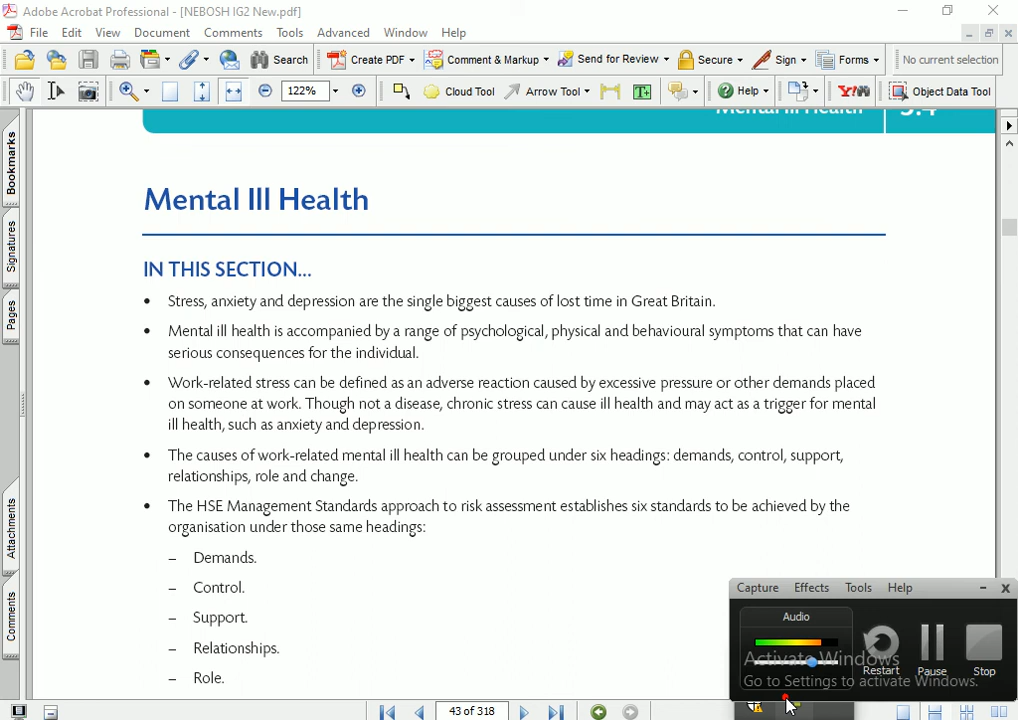 Adobe Acrobat Professional - [NEBOSH IG2 New.pdf]
File Edit View Document Comments Tools Advanced Window Help
Search Create PDF Comment & Markup Send for Review Secure Sign Forms No current selection
122% Cloud Tool Arrow Tool Help Y! Object Data Tool
Bookmarks
Signatures
Pages
Attachments
Comments
Mental Ill Health 3.4
Mental Ill Health
IN THIS SECTION...
• Stress, anxiety and depression are the single biggest causes of lost time in Great Britain.
• Mental ill health is accompanied by a range of psychological, physical and behavioural symptoms that can have
serious consequences for the individual.
• Work-related stress can be defined as an adverse reaction caused by excessive pressure or other demands placed
on someone at work. Though not a disease, chronic stress can cause ill health and may act as a trigger for mental
ill health, such as anxiety and depression.
• The causes of work-related mental ill health can be grouped under six headings: demands, control, support,
relationships, role and change.
• The HSE Management Standards approach to risk assessment establishes six standards to be achieved by the
organisation under those same headings:
– Demands.
– Control.
– Support.
– Relationships.
– Role.
Capture Effects Tools Help
Audio
Restart Pause Stop
Activate Windows
Go to Settings to activate Windows.
43 of 318